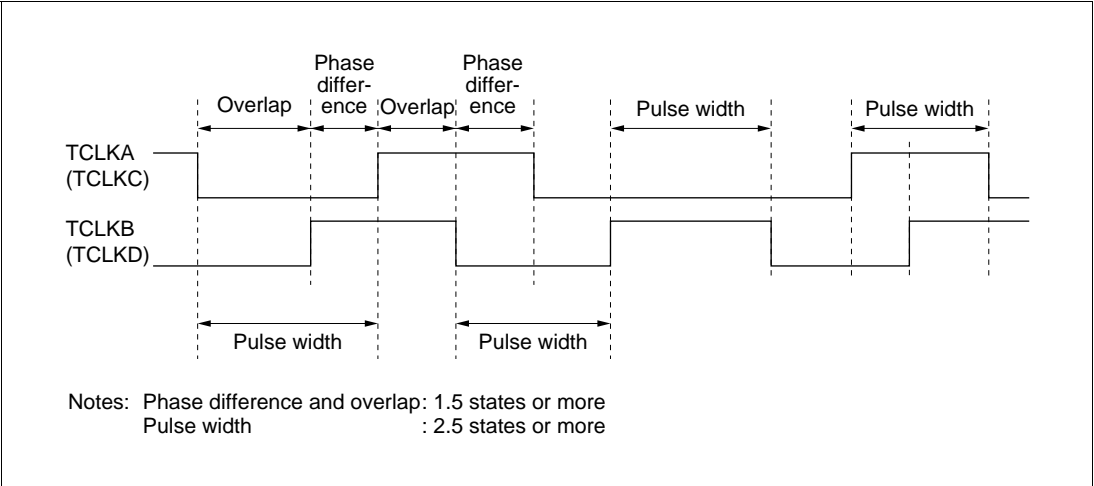 Phase
differ-
ence
Phase
differ-
ence
Overlap
Overlap
Pulse width
Pulse width
TCLKA
(TCLKC)
TCLKB
(TCLKD)
Pulse width
Pulse width
Notes: Phase difference and overlap : 1.5 states or more
Pulse width : 2.5 states or more